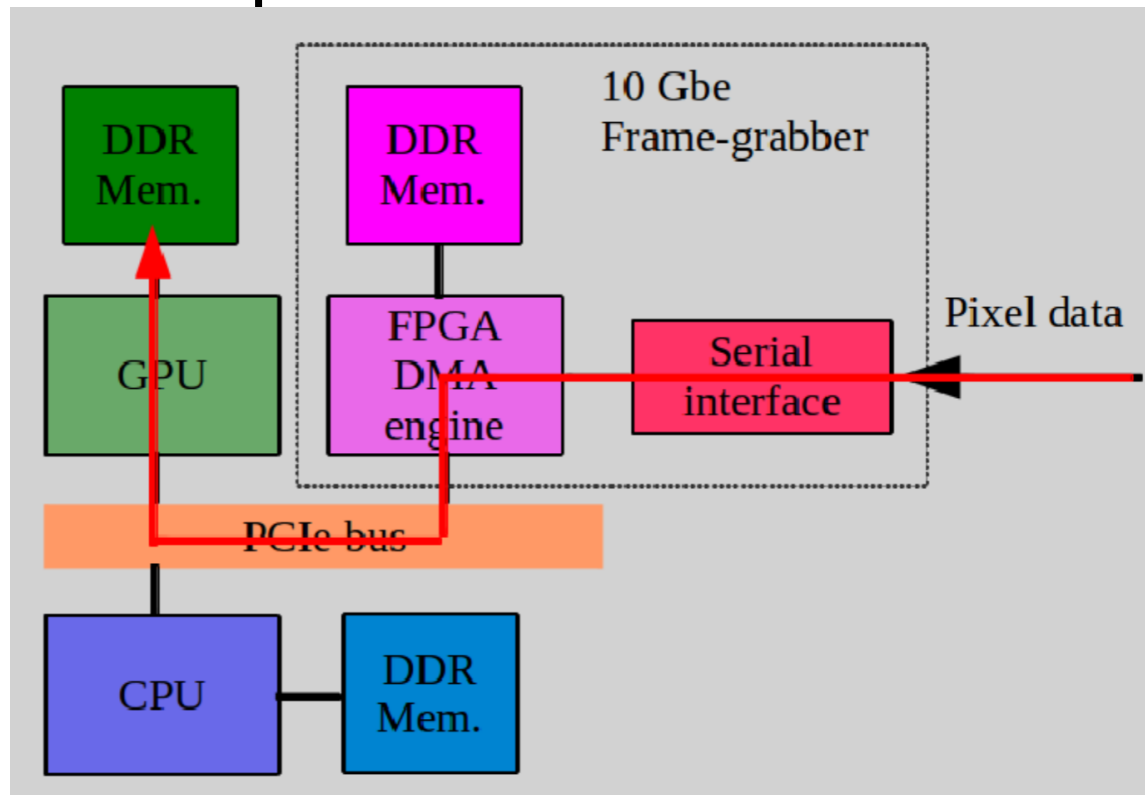 10 Gbe
Frame-grabber
DDR
Mem.
DDR
Mem.
Pixel data
GPU
FPGA
DMA
engine
Serial
interface
PCIe bus
CPU
DDR
Mem.